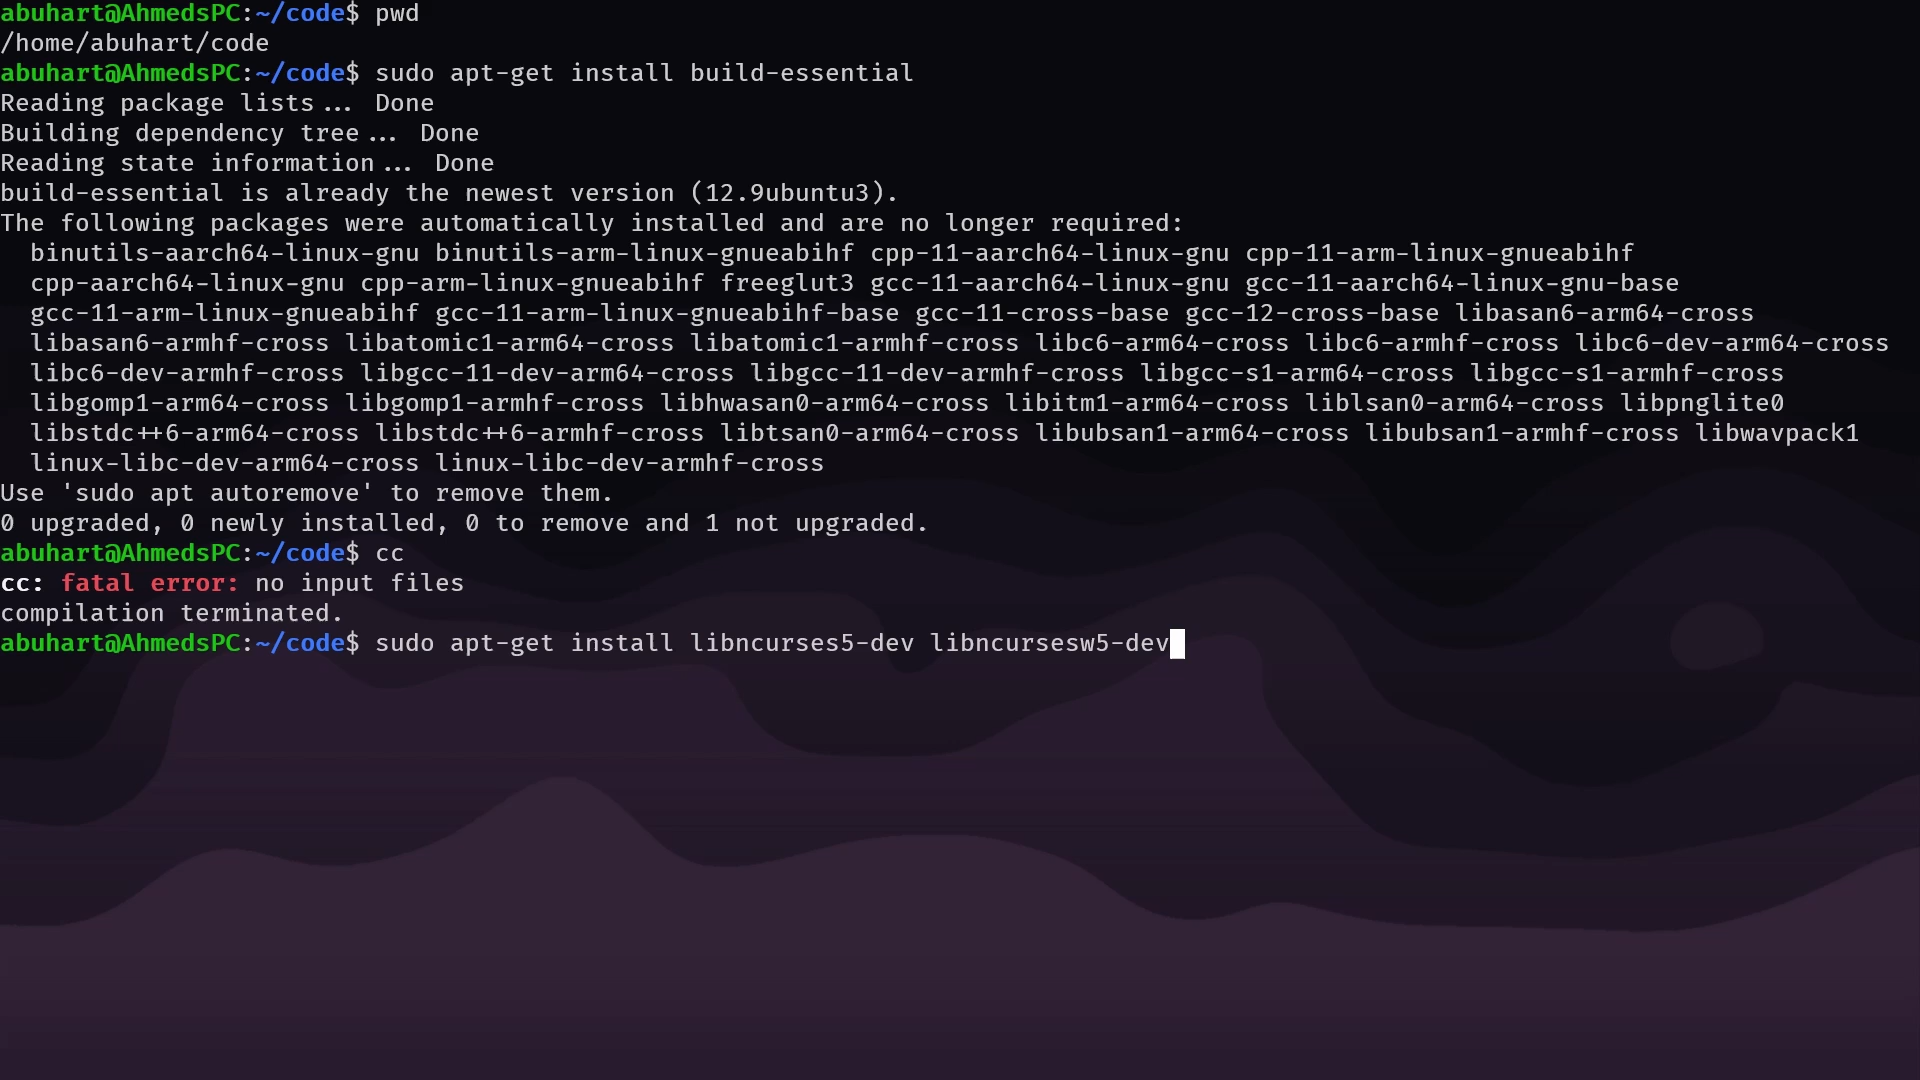 abuhart@AhmedsPC:~/code$ pwd
/home/abuhart/code
abuhart@AhmedsPC:~/code$ sudo apt-get install build-essential
Reading package lists... Done
Building dependency tree... Done
Reading state information... Done
build-essential is already the newest version (12.9ubuntu3).
The following packages were automatically installed and are no longer required:
  binutils-aarch64-linux-gnu binutils-arm-linux-gnueabihf cpp-11-aarch64-linux-gnu cpp-11-arm-linux-gnueabihf
  cpp-aarch64-linux-gnu cpp-arm-linux-gnueabihf freeglut3 gcc-11-aarch64-linux-gnu gcc-11-aarch64-linux-gnu-base
  gcc-11-arm-linux-gnueabihf gcc-11-arm-linux-gnueabihf-base gcc-11-cross-base gcc-12-cross-base libasan6-arm64-cross
  libasan6-armhf-cross libatomic1-arm64-cross libatomic1-armhf-cross libc6-arm64-cross libc6-armhf-cross libc6-dev-arm64-cross
  libc6-dev-armhf-cross libgcc-11-dev-arm64-cross libgcc-11-dev-armhf-cross libgcc-s1-arm64-cross libgcc-s1-armhf-cross
  libgomp1-arm64-cross libgomp1-armhf-cross libhwasan0-arm64-cross libitm1-arm64-cross liblsan0-arm64-cross libpnglite0
  libstdc++6-arm64-cross libstdc++6-armhf-cross libtsan0-arm64-cross libubsan1-arm64-cross libubsan1-armhf-cross libwavpack1
  linux-libc-dev-arm64-cross linux-libc-dev-armhf-cross
Use 'sudo apt autoremove' to remove them.
0 upgraded, 0 newly installed, 0 to remove and 1 not upgraded.
abuhart@AhmedsPC:~/code$ cc
cc: fatal error: no input files
compilation terminated.
abuhart@AhmedsPC:~/code$ sudo apt-get install libncurses5-dev libncursesw5-dev